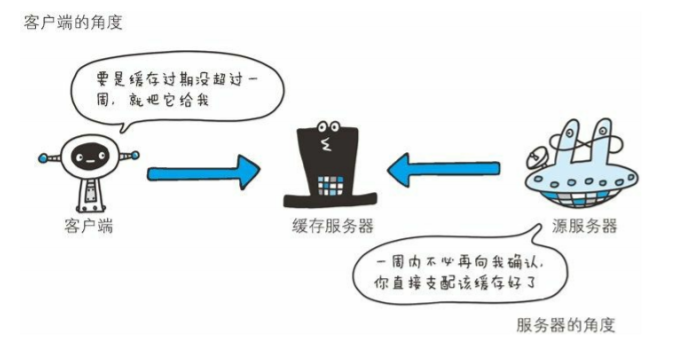 客户端的角度
要是缓存过期没超过一
周，就把它给我
客户端
缓存服务器
源服务器
一周内不必再向我确认，
你直接支配该缓存好了
服务器的角度